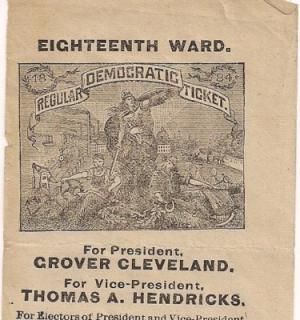 EIGHTEENTH WARD.
18 DEMOCRATIC 84
REGULAR TICKET.
For President,
GROVER CLEVELAND.
For Vice-President,
THOMAS A. HENDRICKS.
For Electors of President and Vice-President